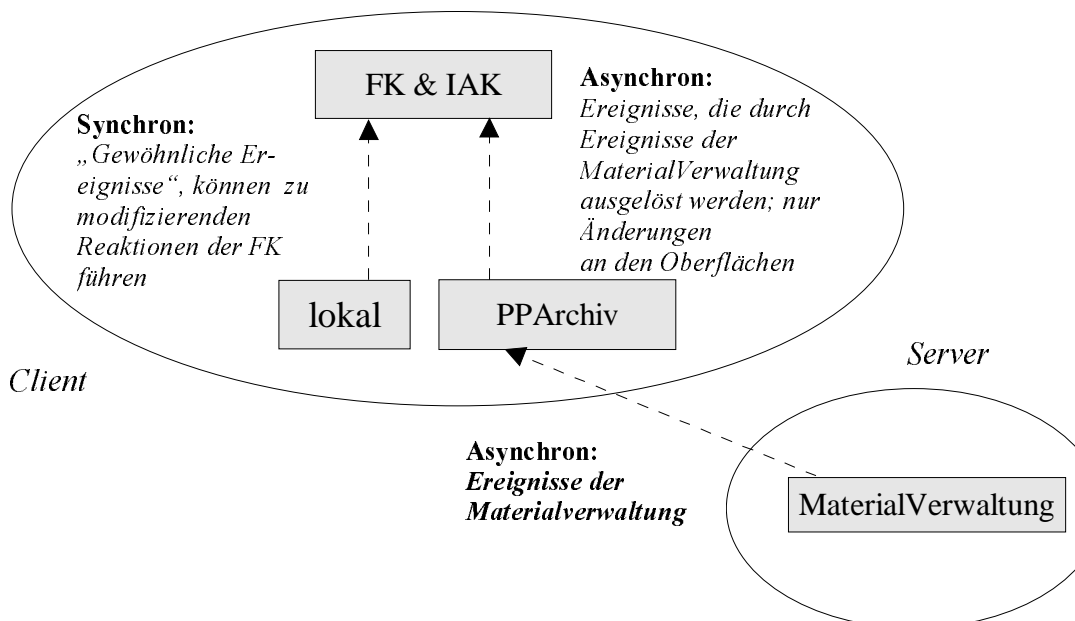 FK & IAK
Synchron:
„Gewöhnliche Er-
eignisse“, können zu
modifizierenden
Reaktionen der FK
führen
Asynchron:
Ereignisse, die durch
Ereignisse der
MaterialVerwaltung
ausgelöst werden; nur
Änderungen
an den Oberflächen
lokal
PPArchiv
Client
Server
Asynchron:
Ereignisse der
Materialverwaltung
MaterialVerwaltung